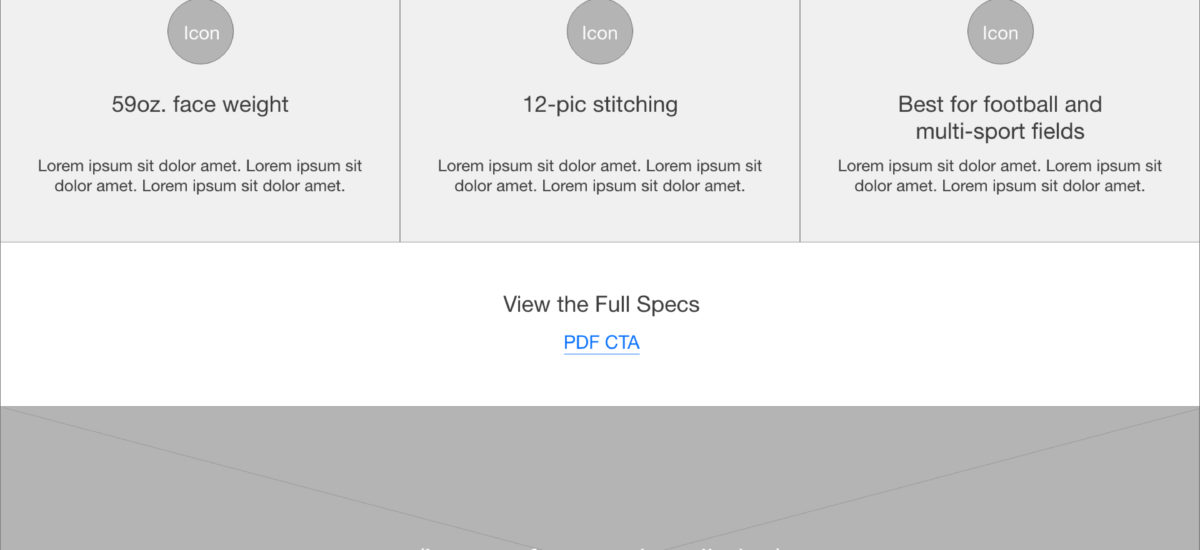 Icon
Icon
Icon
59oz. face weight
12-pic stitching
Best for football and
multi-sport fields
Lorem ipsum sit dolor amet. Lorem ipsum sit
dolor amet. Lorem ipsum sit dolor amet.
Lorem ipsum sit dolor amet. Lorem ipsum sit
dolor amet. Lorem ipsum sit dolor amet.
Lorem ipsum sit dolor amet. Lorem ipsum sit
dolor amet. Lorem ipsum sit dolor amet.
View the Full Specs
PDF CTA